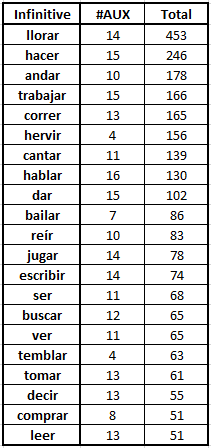 Infinitive #AUX Total
llorar 14 453
hacer 15 246
andar 10 178
trabajar 15 166
correr 13 165
hervir 4 156
cantar 11 139
hablar 16 130
dar 15 102
bailar 7 86
reír 10 83
jugar 14 78
escribir 14 74
ser 11 68
buscar 12 65
ver 11 65
temblar 4 63
tomar 13 61
decir 13 55
comprar 8 51
leer 13 51